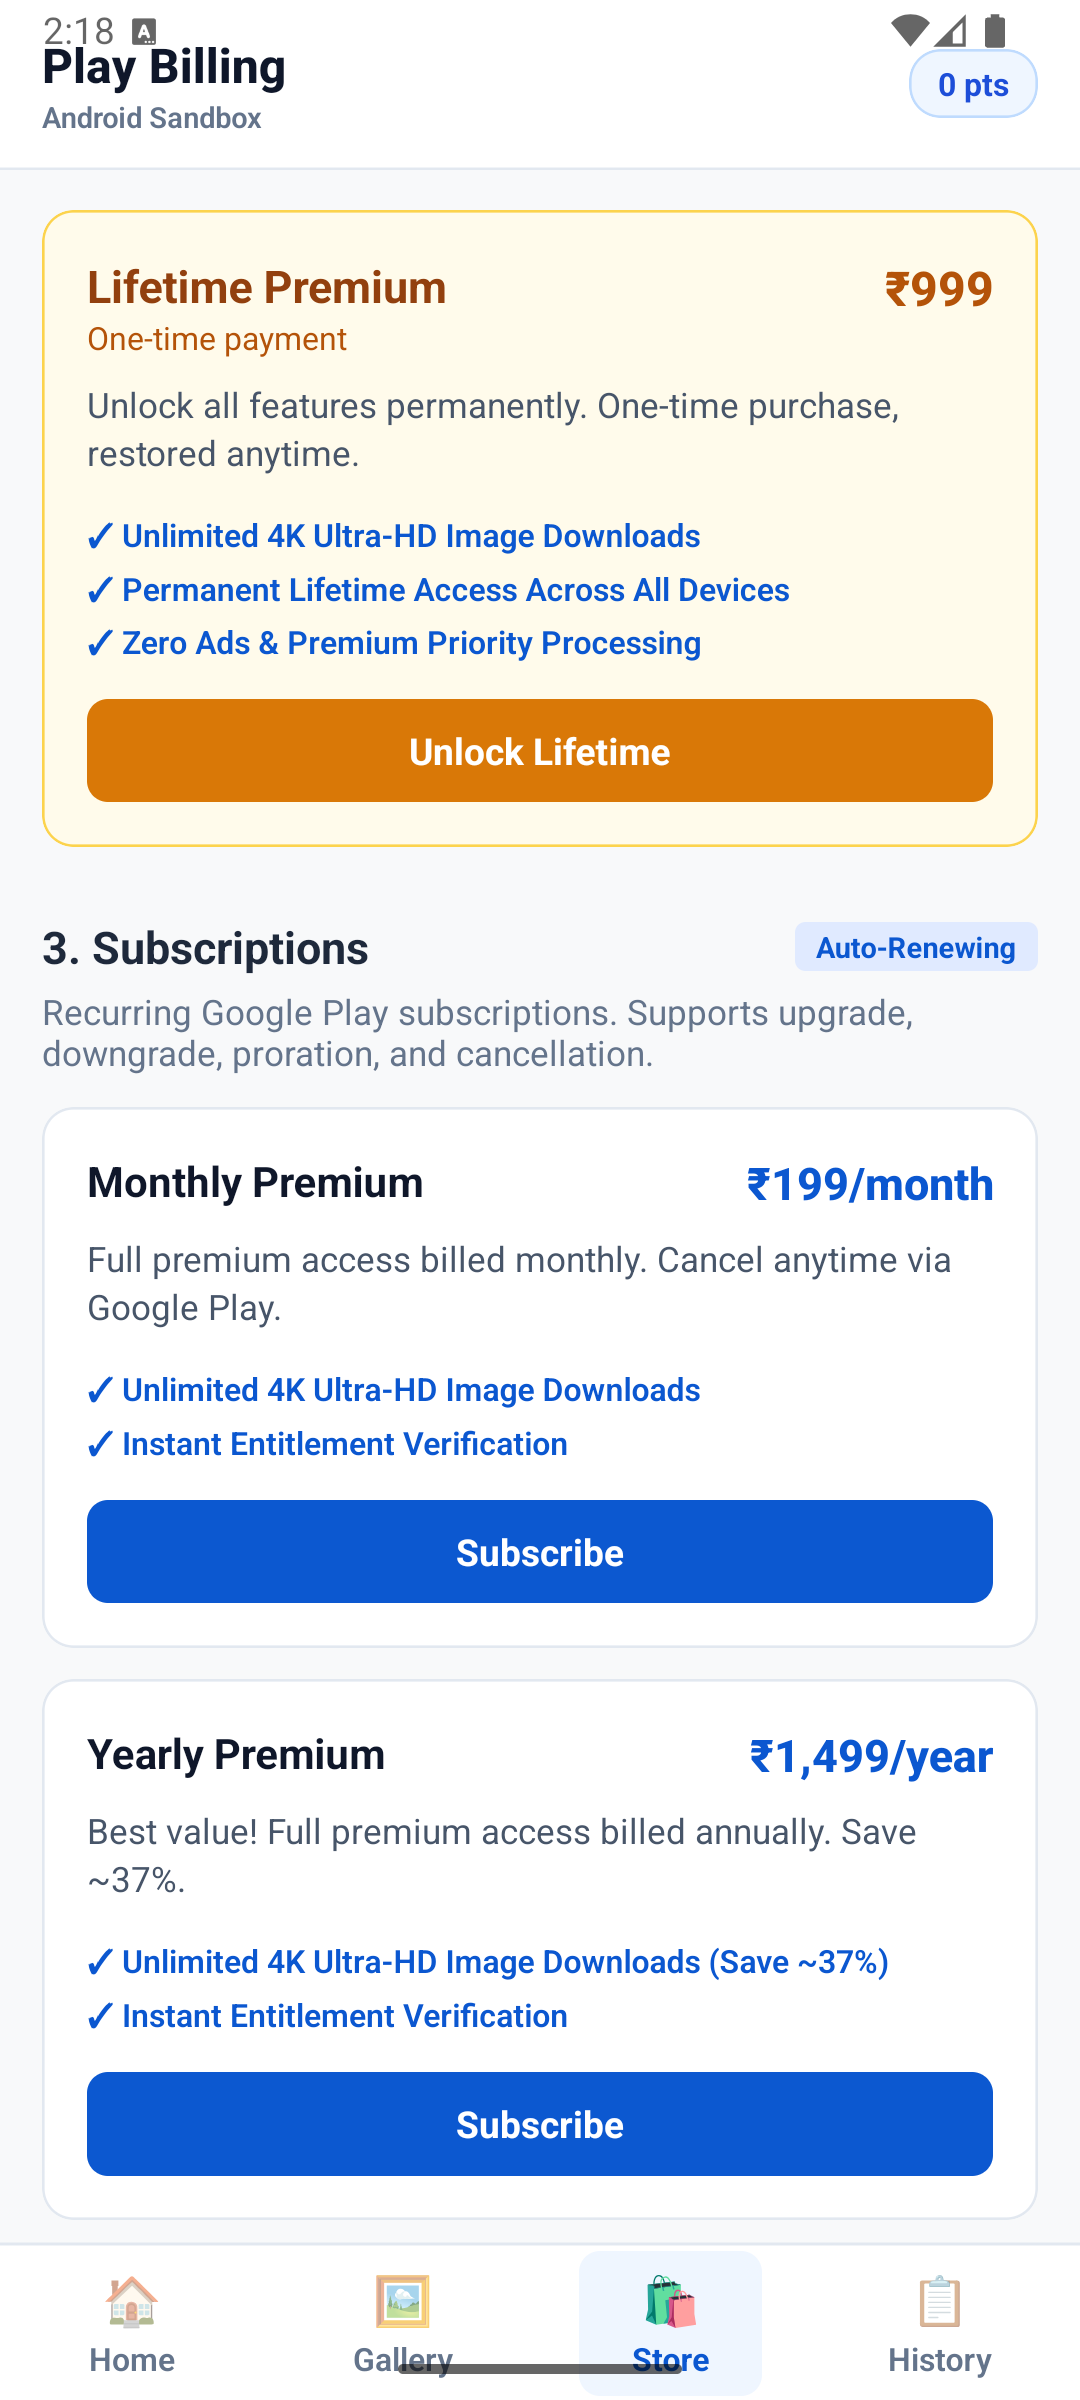 2:18
Play Billing
Android Sandbox
0 pts
Lifetime Premium
₹999
One-time payment
Unlock all features permanently. One-time purchase,
restored anytime.
✓ Unlimited 4K Ultra-HD Image Downloads
✓ Permanent Lifetime Access Across All Devices
✓ Zero Ads & Premium Priority Processing
Unlock Lifetime
3. Subscriptions
Auto-Renewing
Recurring Google Play subscriptions. Supports upgrade,
downgrade, proration, and cancellation.
Monthly Premium
₹199/month
Full premium access billed monthly. Cancel anytime via
Google Play.
✓ Unlimited 4K Ultra-HD Image Downloads
✓ Instant Entitlement Verification
Subscribe
Yearly Premium
₹1,499/year
Best value! Full premium access billed annually. Save
~37%.
✓ Unlimited 4K Ultra-HD Image Downloads (Save ~37%)
✓ Instant Entitlement Verification
Subscribe
Home
Gallery
Store
History